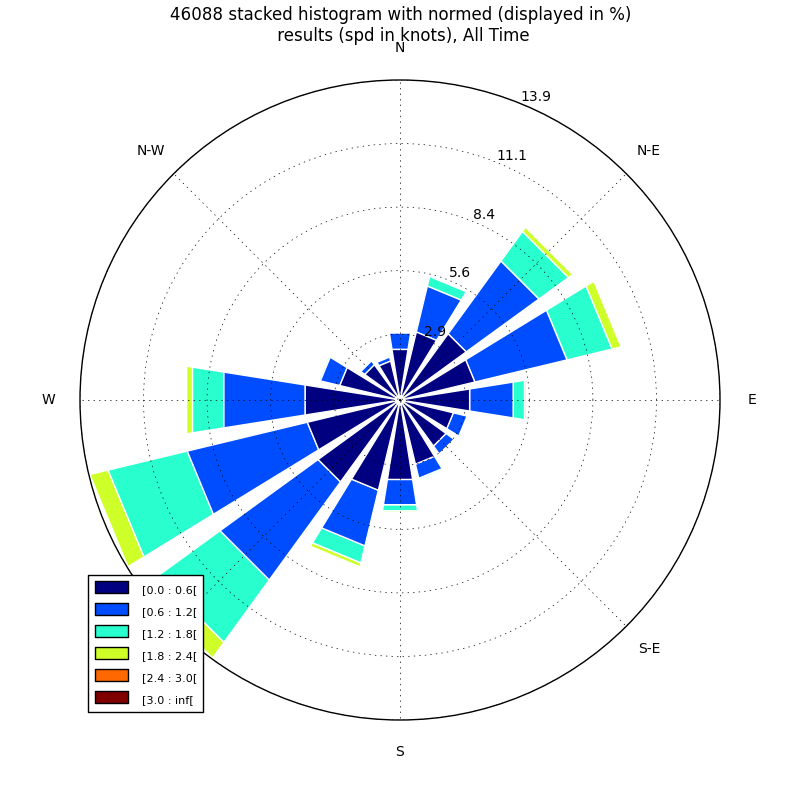 46088 stacked histogram with normed (displayed in %)
results (spd in knots), All Time
N
13.9
N-W
N-E
11.1
8.4
5.6
2.9
W
E
[0.0 : 0.6[
[0.6 : 1.2[
[1.2 : 1.8[
[1.8 : 2.4[
[2.4 : 3.0[
[3.0 : inf[
S-E
S